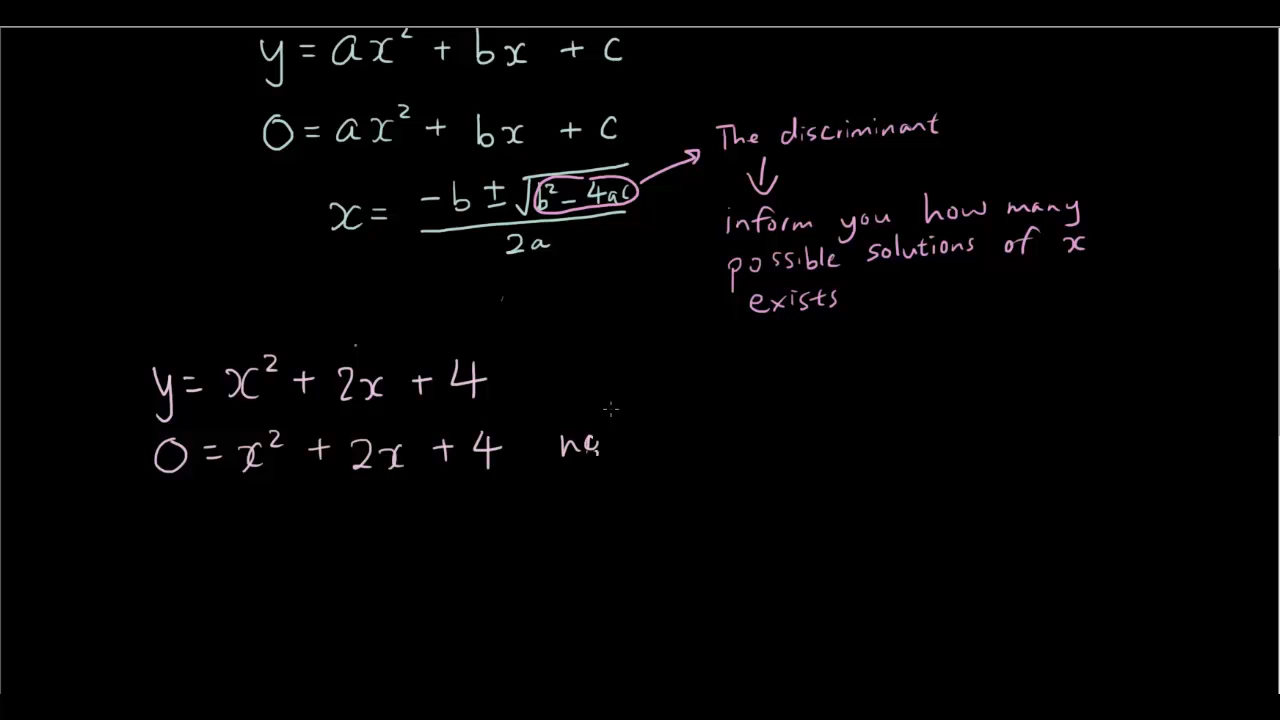 y = ax² + bx + c
0 = ax² + bx + c
x = -b ± √b² - 4ac / 2a
The discriminant
inform you how many
possible solutions of x
exists
y = x² + 2x + 4
0 = x² + 2x + 4